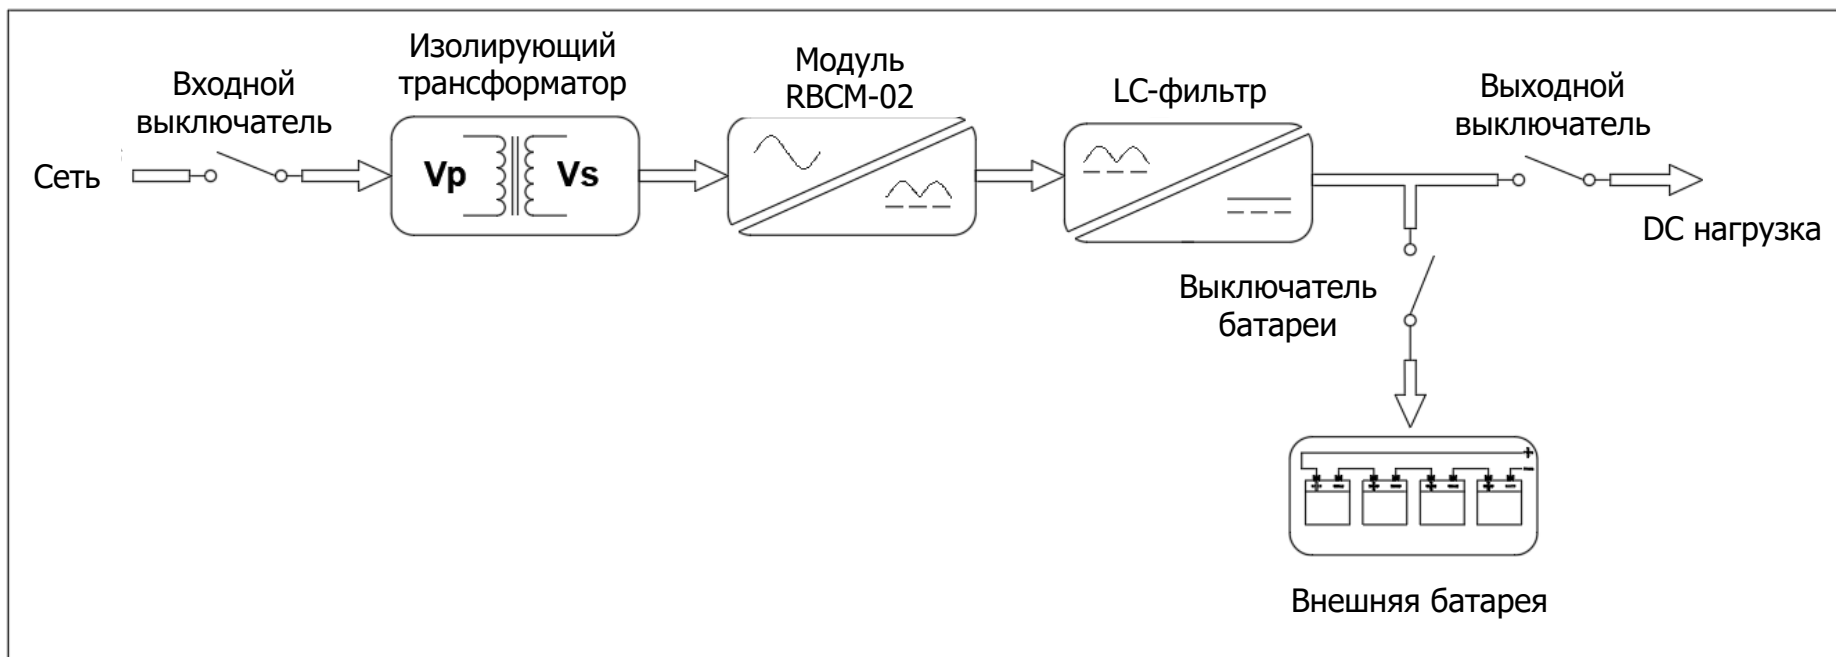 Изолирующий
трансформатор
Модуль
RBCM-02
LC-фильтр
Входной
выключатель
Выходной
выключатель
Сеть
Vp
Vs
DC нагрузка
Выключатель
батареи
+
−
+ − + − + − + −
Внешняя батарея